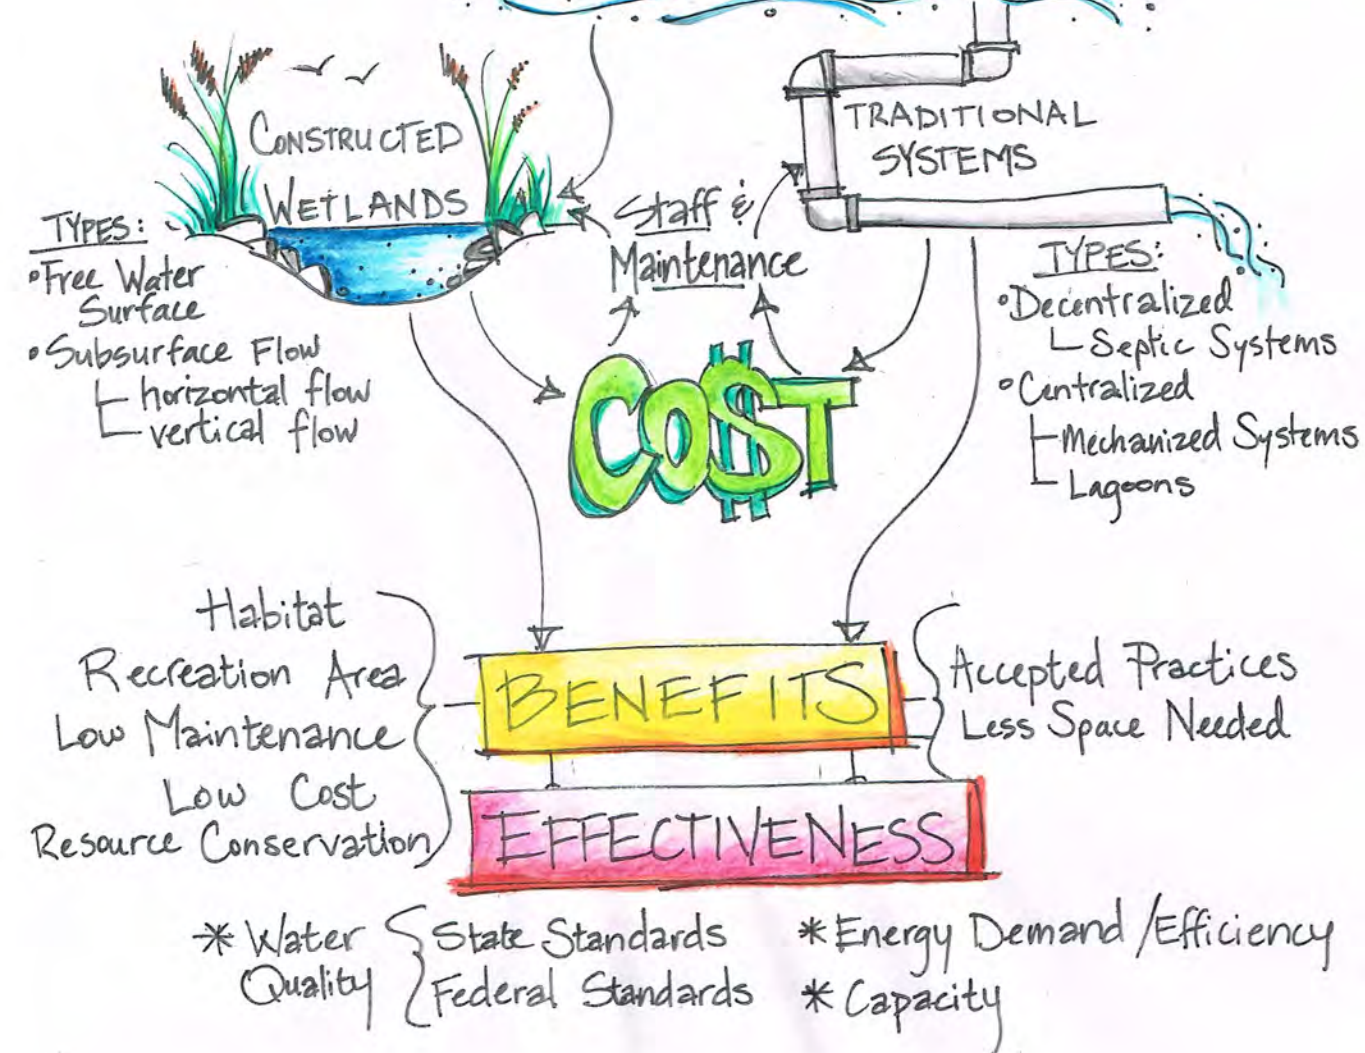 CONSTRUCTED
WETLANDS
TYPES:
•Free Water
Surface
•Subsurface Flow
horizontal flow
vertical flow
Staff &
Maintenance
TRADITIONAL
SYSTEMS
TYPES:
•Decentralized
Septic Systems
•Centralized
Mechanized Systems
Lagoons
CO$T
Habitat
Recreation Area
Low Maintenance
Low Cost
Resource Conservation
BENEFITS
Accepted Practices
Less Space Needed
EFFECTIVENESS
* Water
Quality
State Standards
Federal Standards
* Energy Demand / Efficiency
* Capacity